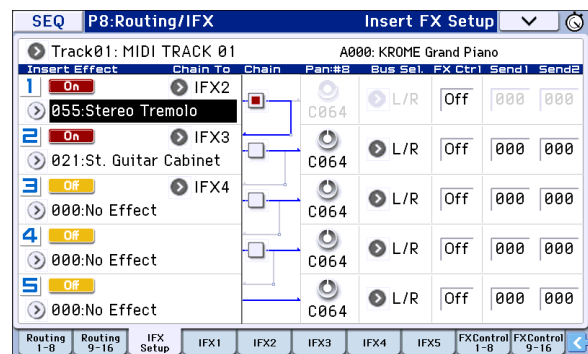 SEQ P8:Routing/IFX Insert FX Setup
Track01: MIDI TRACK 01 A000: KROME Grand Piano
Insert Effect Chain To Chain Pan:#8 Bus Sel. FX Ctrl Send1 Send2
1 On IFX2
055:Stereo Tremolo C064 L/R Off 000 000
2 On IFX3
021:St. Guitar Cabinet C064 L/R Off 000 000
3 Off IFX4
000:No Effect C064 L/R Off 000 000
4 Off
000:No Effect C064 L/R Off 000 000
5 Off
000:No Effect C064 L/R Off 000 000
Routing 1-8 Routing 9-16 IFX Setup IFX1 IFX2 IFX3 IFX4 IFX5 FXControl 1-8 FXControl 9-16